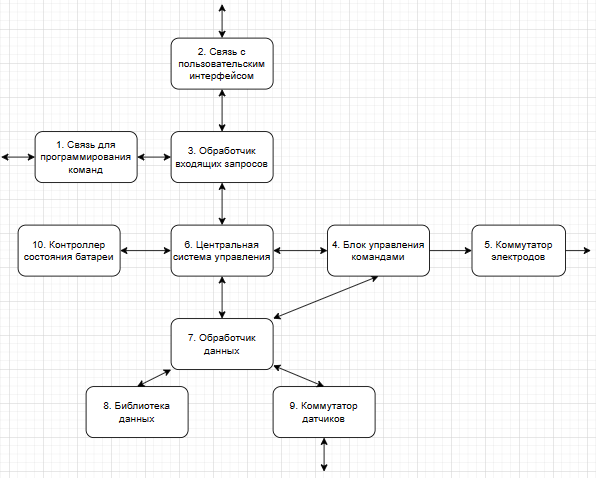 2. Связь с
пользовательским
интерфейсом
1. Связь для
программирования
команд
3. Обработчик
входящих запросов
10. Контроллер
состояния батареи
6. Центральная
система управления
4. Блок управления
командами
5. Коммутатор
электродов
7. Обработчик
данных
8. Библиотека
данных
9. Коммутатор
датчиков